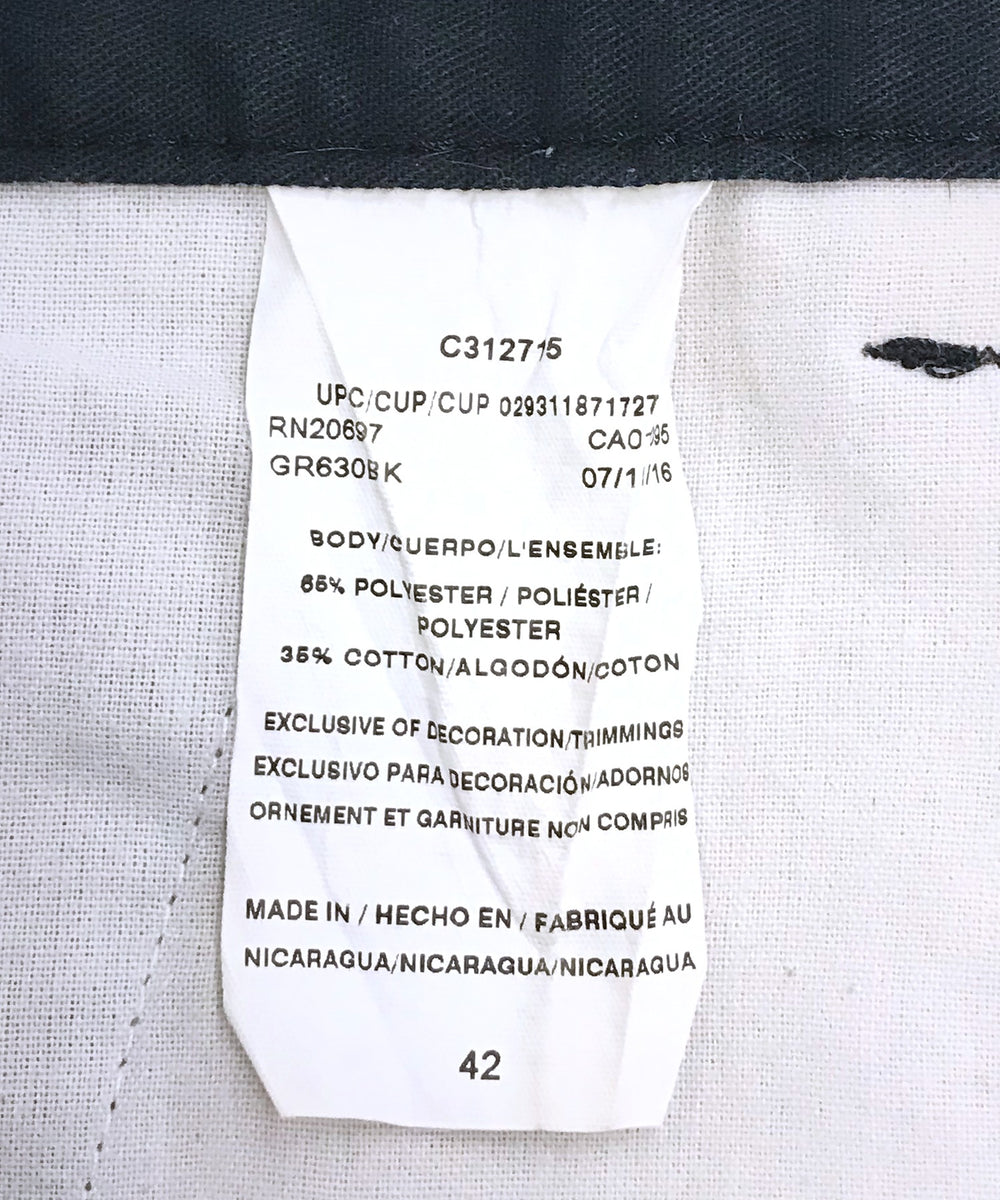 C312715
UPC/CUP/CUP 029311871727
RN20697
GR630BK
BODY/CUERPO/L'ENSEMBLE:
65% POLYESTER / POLIÉSTER /
POLYESTER
35% COTTON/ALGODÓN/COTON
EXCLUSIVE OF DECORATION/TRIMMINGS
EXCLUSIVO PARA DECORACIÓN/ADORNOS
ORNEMENT ET GARNITURE NON COMPRIS
MADE IN / HECHO EN / FABRIQUÉ AU
NICARAGUA/NICARAGUA/NICARAGUA
42